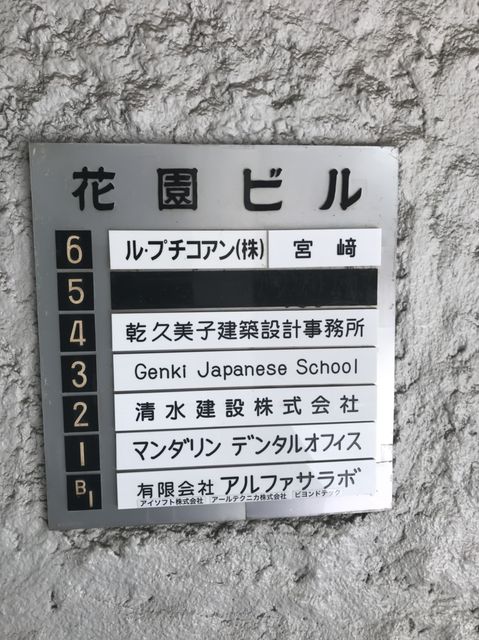 花園ビル
6 ル・プチコアン(株) 宮﨑
5
4 乾久美子建築設計事務所
3 Genki Japanese School
2 清水建設株式会社
1 マンダリン デンタルオフィス
B1 有限会社 アルファサラボ
アイソフト株式会社 アールテクニカ株式会社 ビヨンドテック